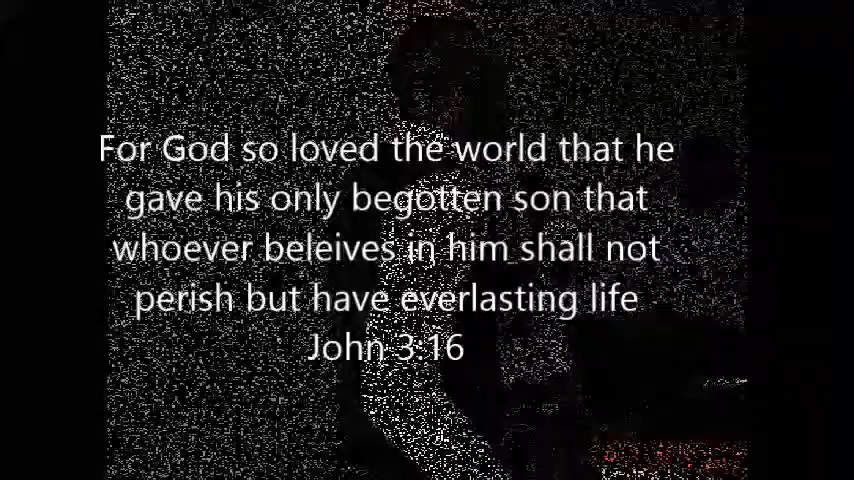 For God so loved the world that he
gave his only begotten son that
whoever beleives in him shall not
perish but have everlasting life
John 3:16